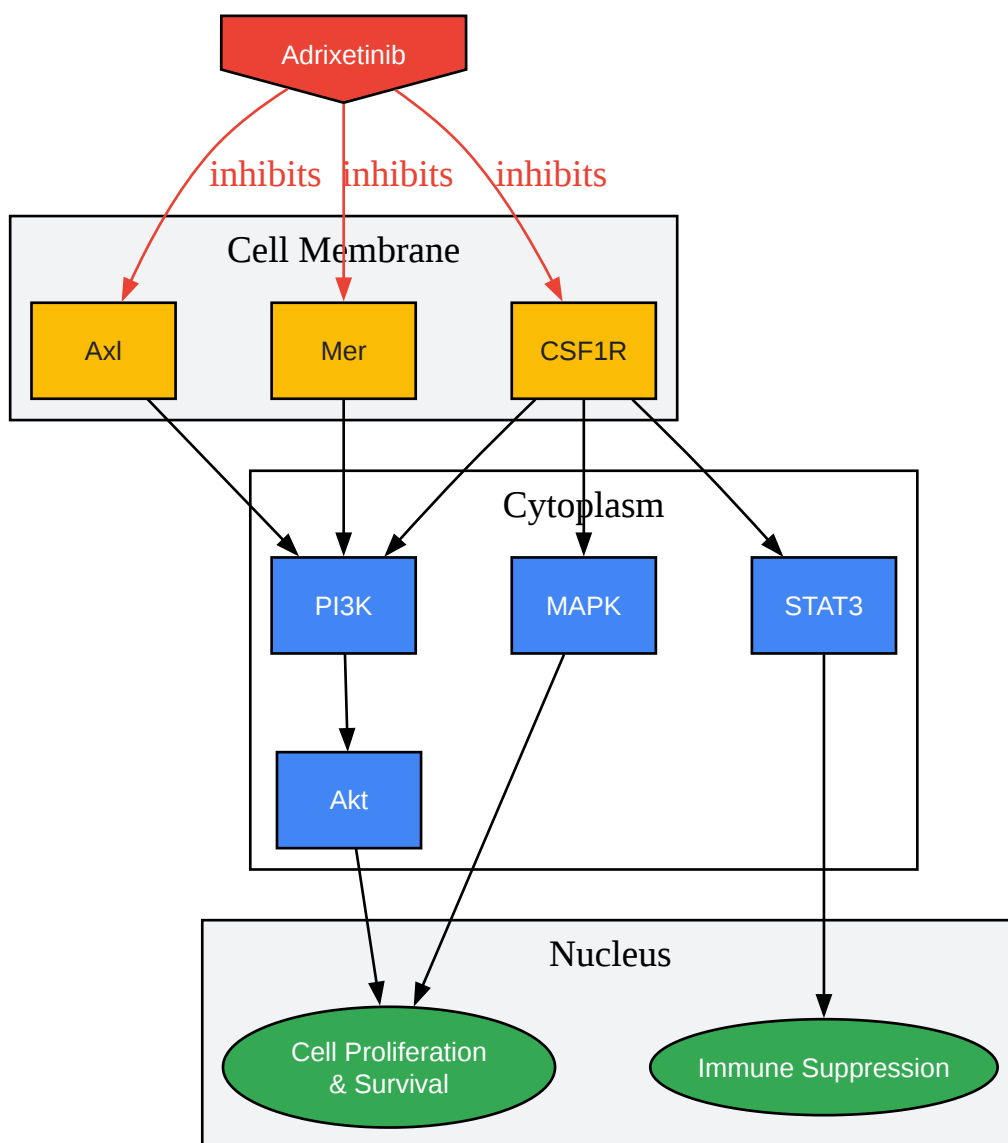 Adrixetinib
inhibits
inhibits
inhibits
Cell Membrane
Axl
Mer
CSF1R
Cytoplasm
PI3K
MAPK
STAT3
Akt
Nucleus
Cell Proliferation
& Survival
Immune Suppression